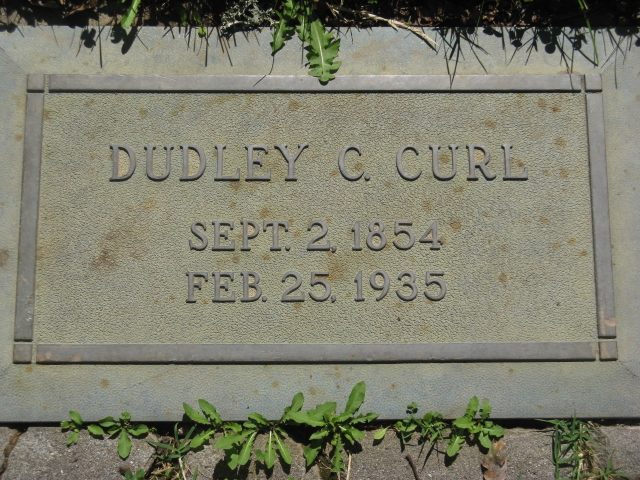 DUDLEY C. CURL
SEPT. 2, 1854
FEB. 25, 1935